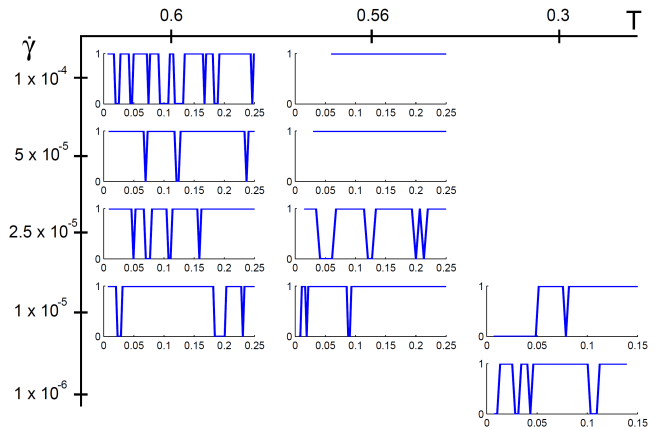 0.6 0.56 0.3 T
γ̇
1 x 10⁻⁴
1 1
0 0
0 0.05 0.1 0.15 0.2 0.25 0 0.05 0.1 0.15 0.2 0.25
5 x 10⁻⁵
1 1
0 0
0 0.05 0.1 0.15 0.2 0.25 0 0.05 0.1 0.15 0.2 0.25
2.5 x 10⁻⁵
1 1
0 0
0 0.05 0.1 0.15 0.2 0.25 0 0.05 0.1 0.15 0.2 0.25
1 x 10⁻⁵
1 1 1
0 0 0
0 0.05 0.1 0.15 0.2 0.25 0 0.05 0.1 0.15 0.2 0.25 0 0.05 0.1 0.15
1 x 10⁻⁶
1
0
0 0.05 0.1 0.15